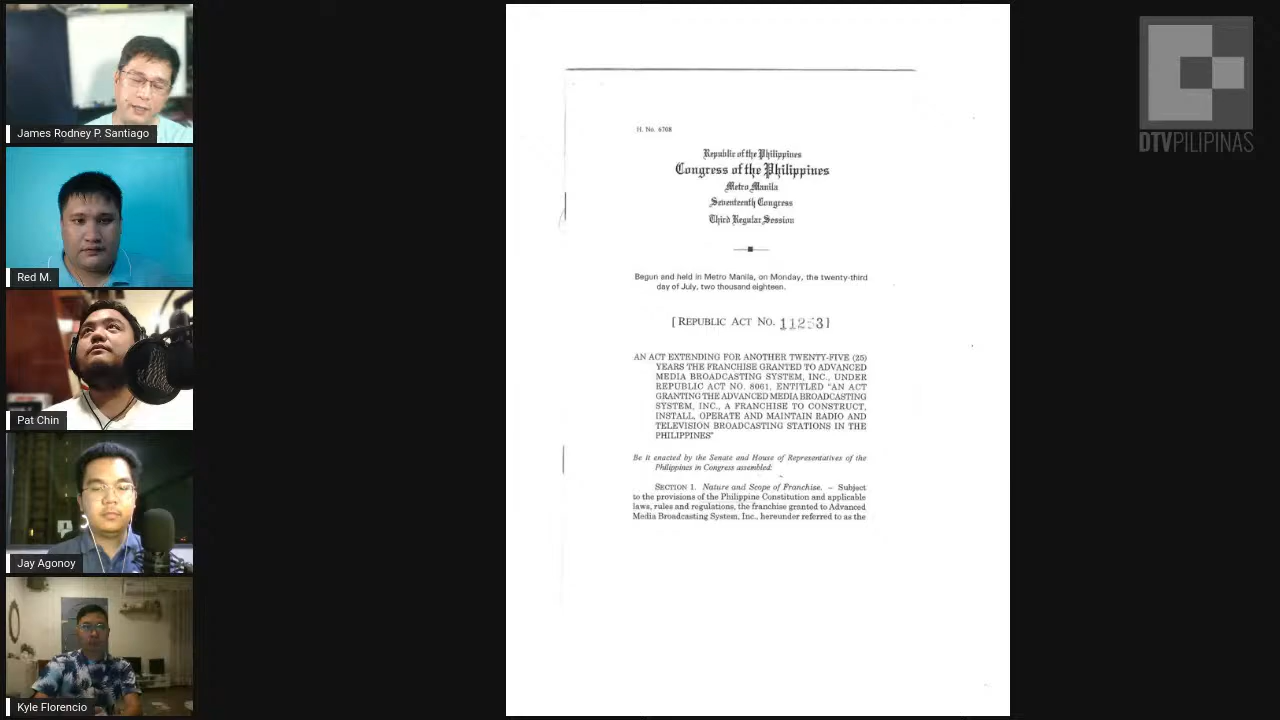 James Rodney P. Santiago
Red M.
Pat Chin
Jay Agonoy
Kyle Florencio
H. No. 6708
Republic of the Philippines
Congress of the Philippines
Metro Manila
Seventeenth Congress
Third Regular Session
Begun and held in Metro Manila, on Monday, the twenty-third
day of July, two thousand eighteen.
[ REPUBLIC ACT NO. 11253 ]
AN ACT EXTENDING FOR ANOTHER TWENTY-FIVE (25)
YEARS THE FRANCHISE GRANTED TO ADVANCED
MEDIA BROADCASTING SYSTEM, INC., UNDER
REPUBLIC ACT NO. 8061, ENTITLED "AN ACT
GRANTING THE ADVANCED MEDIA BROADCASTING
SYSTEM, INC., A FRANCHISE TO CONSTRUCT,
INSTALL, OPERATE AND MAINTAIN RADIO AND
TELEVISION BROADCASTING STATIONS IN THE
PHILIPPINES"
Be it enacted by the Senate and House of Representatives of the
Philippines in Congress assembled:
SECTION 1. Nature and Scope of Franchise. – Subject
to the provisions of the Philippine Constitution and applicable
laws, rules and regulations, the franchise granted to Advanced
Media Broadcasting System, Inc., hereunder referred to as the
DTVPILIPINAS